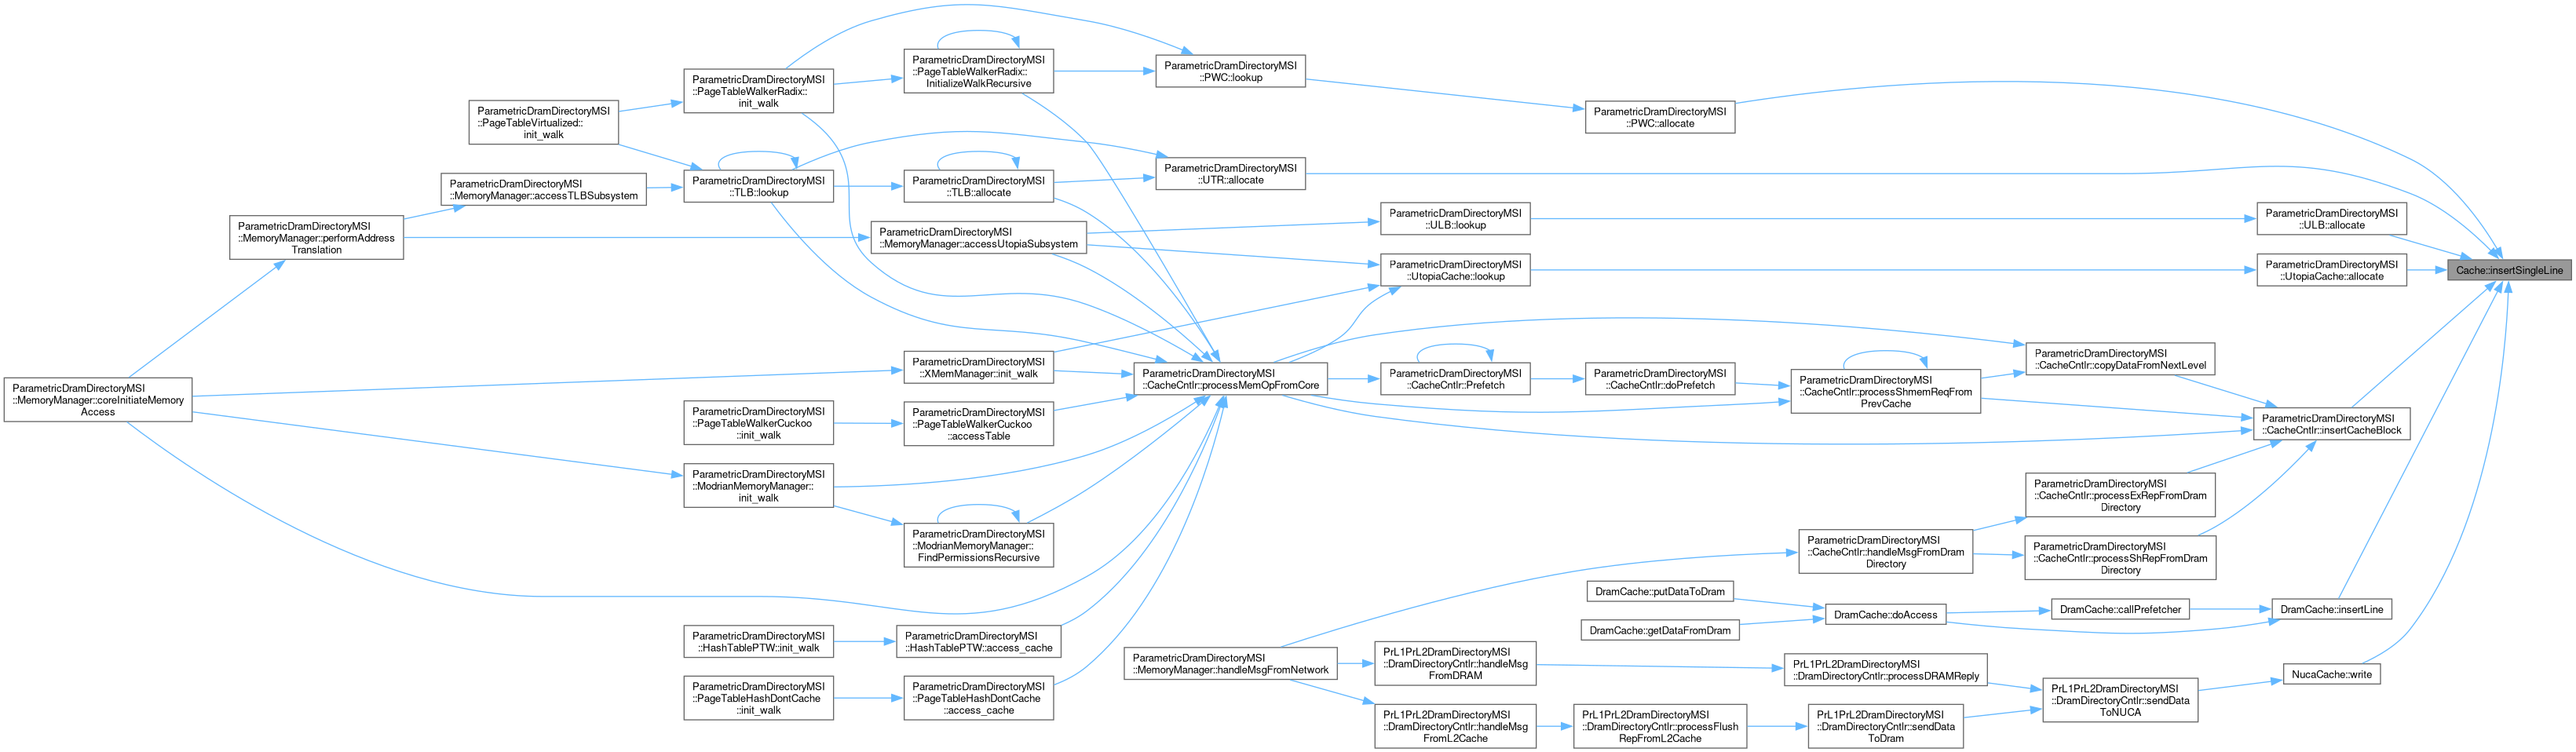 ParametricDramDirectoryMSI
::MemoryManager::coreInitiateMemory
Access
ParametricDramDirectoryMSI
::MemoryManager::performAddress
Translation
ParametricDramDirectoryMSI
::PageTableVirtualized::
init_walk
ParametricDramDirectoryMSI
::MemoryManager::accessTLBSubsystem
ParametricDramDirectoryMSI
::PageTableWalkerRadix::
init_walk
ParametricDramDirectoryMSI
::TLB::lookup
ParametricDramDirectoryMSI
::PageTableWalkerCuckoo
::init_walk
ParametricDramDirectoryMSI
::ModrianMemoryManager::
init_walk
ParametricDramDirectoryMSI
::HashTablePTW::init_walk
ParametricDramDirectoryMSI
::PageTableHashDontCache
::init_walk
ParametricDramDirectoryMSI
::PageTableWalkerRadix::
InitializeWalkRecursive
ParametricDramDirectoryMSI
::TLB::allocate
ParametricDramDirectoryMSI
::MemoryManager::accessUtopiaSubsystem
ParametricDramDirectoryMSI
::XMemManager::init_walk
ParametricDramDirectoryMSI
::PageTableWalkerCuckoo
::accessTable
ParametricDramDirectoryMSI
::ModrianMemoryManager::
FindPermissionsRecursive
ParametricDramDirectoryMSI
::HashTablePTW::access_cache
ParametricDramDirectoryMSI
::PageTableHashDontCache
::access_cache
ParametricDramDirectoryMSI
::PWC::lookup
ParametricDramDirectoryMSI
::UTR::allocate
ParametricDramDirectoryMSI
::CacheCntlr::processMemOpFromCore
ParametricDramDirectoryMSI
::MemoryManager::handleMsgFromNetwork
ParametricDramDirectoryMSI
::ULB::lookup
ParametricDramDirectoryMSI
::UtopiaCache::lookup
ParametricDramDirectoryMSI
::CacheCntlr::Prefetch
PrL1PrL2DramDirectoryMSI
::DramDirectoryCntlr::handleMsg
FromDRAM
PrL1PrL2DramDirectoryMSI
::DramDirectoryCntlr::handleMsg
FromL2Cache
ParametricDramDirectoryMSI
::PWC::allocate
ParametricDramDirectoryMSI
::CacheCntlr::doPrefetch
DramCache::putDataToDram
DramCache::getDataFromDram
PrL1PrL2DramDirectoryMSI
::DramDirectoryCntlr::processFlush
RepFromL2Cache
ParametricDramDirectoryMSI
::CacheCntlr::processShmemReqFrom
PrevCache
ParametricDramDirectoryMSI
::CacheCntlr::handleMsgFromDram
Directory
DramCache::doAccess
PrL1PrL2DramDirectoryMSI
::DramDirectoryCntlr::processDRAMReply
PrL1PrL2DramDirectoryMSI
::DramDirectoryCntlr::sendData
ToDram
ParametricDramDirectoryMSI
::CacheCntlr::copyDataFromNextLevel
ParametricDramDirectoryMSI
::CacheCntlr::processExRepFromDram
Directory
ParametricDramDirectoryMSI
::CacheCntlr::processShRepFromDram
Directory
DramCache::callPrefetcher
PrL1PrL2DramDirectoryMSI
::DramDirectoryCntlr::sendData
ToNUCA
ParametricDramDirectoryMSI
::ULB::allocate
ParametricDramDirectoryMSI
::UtopiaCache::allocate
ParametricDramDirectoryMSI
::CacheCntlr::insertCacheBlock
DramCache::insertLine
NucaCache::write
Cache::insertSingleLine